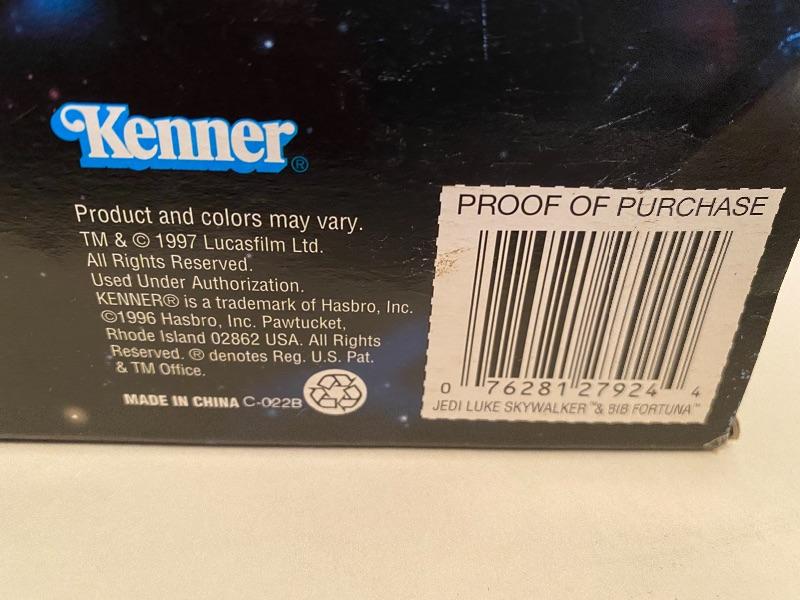 Kenner®
Product and colors may vary.
TM & © 1997 Lucasfilm Ltd.
All Rights Reserved.
Used Under Authorization.
KENNER® is a trademark of Hasbro, Inc.
©1996 Hasbro, Inc. Pawtucket,
Rhode Island 02862 USA. All Rights
Reserved. ® denotes Reg. U.S. Pat.
& TM Office.
MADE IN CHINA C-022B
PROOF OF PURCHASE
0 76281 27924 4
JEDI LUKE SKYWALKER™ & BIB FORTUNA™